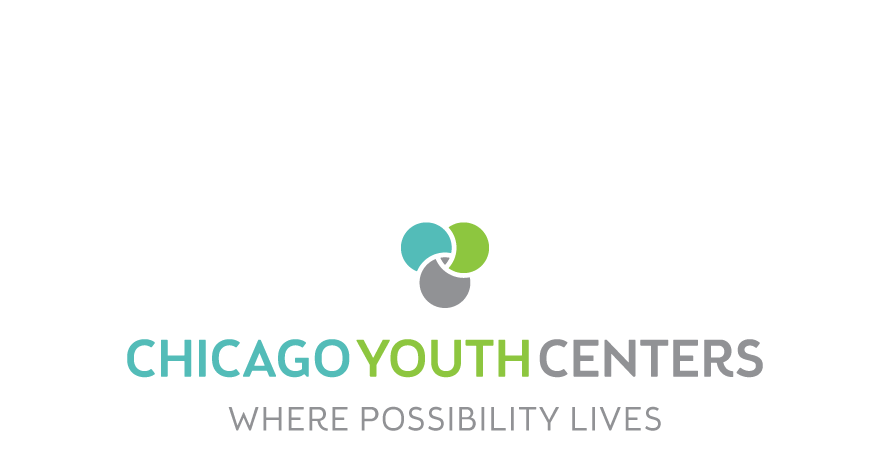 CHICAGO YOUTH CENTERS
WHERE POSSIBILITY LIVES